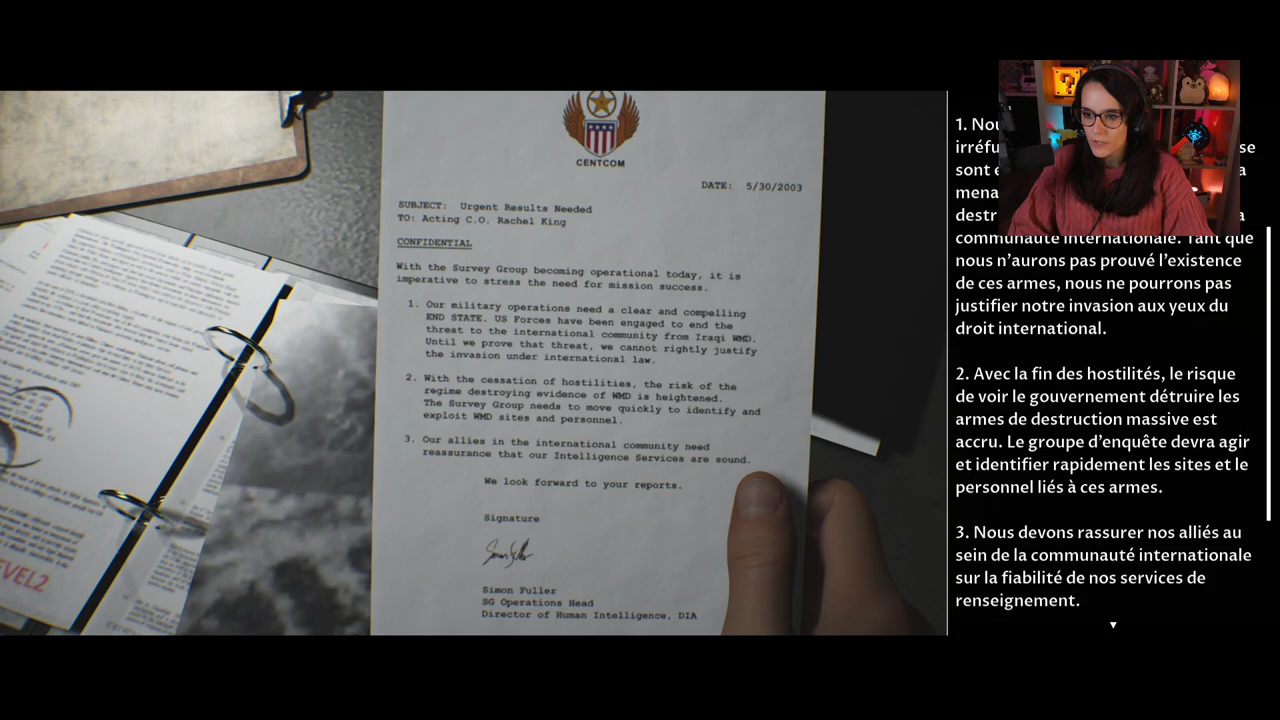 CENTCOM
DATE: 5/30/2003
SUBJECT: Urgent Results Needed
TO: Acting C.O. Rachel King
CONFIDENTIAL
With the Survey Group becoming operational today, it is
imperative to stress the need for mission success.
1. Our military operations need a clear and compelling
END STATE. US Forces have been engaged to end the
threat to the international community from Iraqi WMD.
Until we prove that threat, we cannot rightly justify
the invasion under international law.
2. With the cessation of hostilities, the risk of the
regime destroying evidence of WMD is heightened.
The Survey Group needs to move quickly to identify and
exploit WMD sites and personnel.
3. Our allies in the international community need
reassurance that our Intelligence Services are sound.
We look forward to your reports.
Signature
Simon Fuller
SG Operations Head
Director of Human Intelligence, DIA
EVEL2
1. Nou
irréfu se
sont e a
mena
destr a
communauté internationale. Tant que
nous n'aurons pas prouvé l'existence
de ces armes, nous ne pourrons pas
justifier notre invasion aux yeux du
droit international.
2. Avec la fin des hostilités, le risque
de voir le gouvernement détruire les
armes de destruction massive est
accru. Le groupe d'enquête devra agir
et identifier rapidement les sites et le
personnel liés à ces armes.
3. Nous devons rassurer nos alliés au
sein de la communauté internationale
sur la fiabilité de nos services de
renseignement.